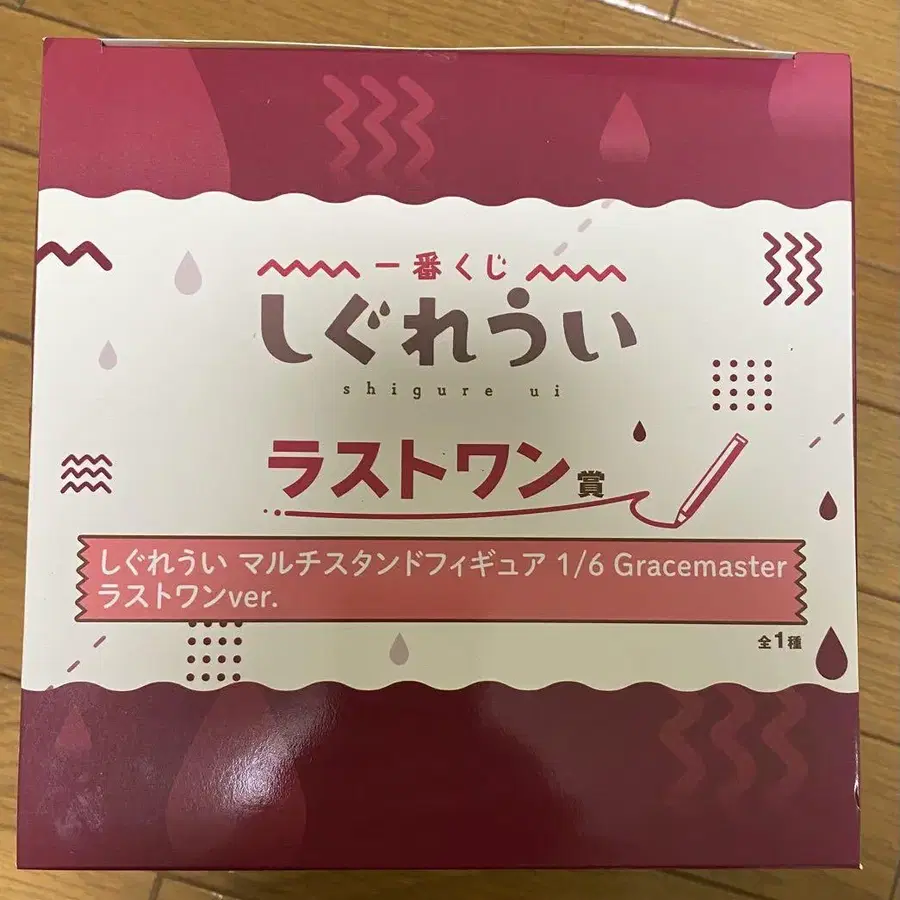 一番くじ
しぐれうい
shigure ui
ラストワン賞
しぐれうい マルチスタンドフィギュア 1/6 Gracemaster
ラストワンver.
全1種